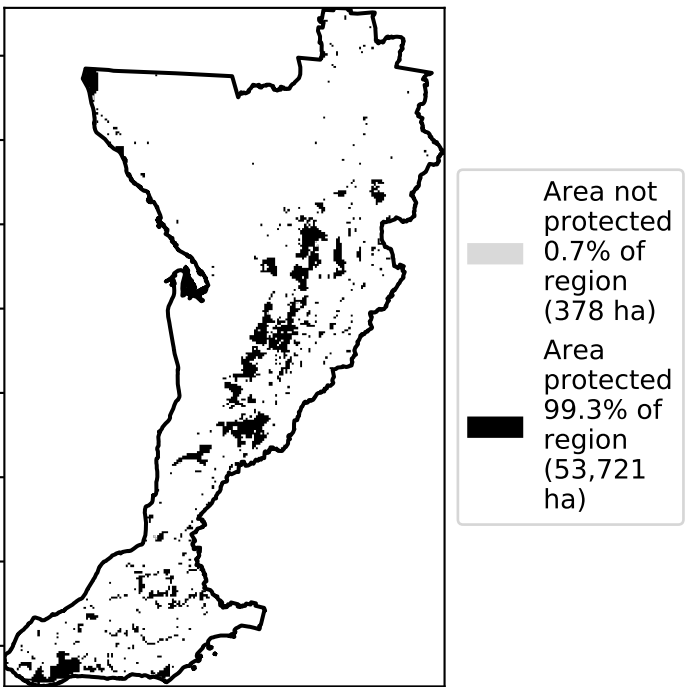 Area not
protected
0.7% of
region
(378 ha)
Area
protected
99.3% of
region
(53,721
ha)